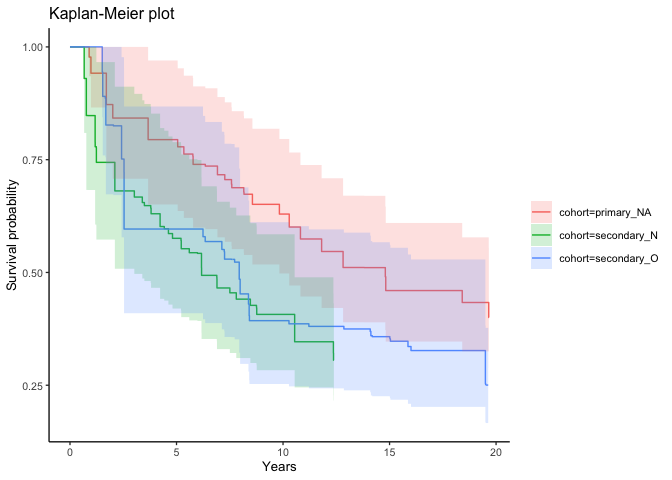 Kaplan-Meier plot
Survival probability
1.00
0.75
0.50
0.25
0
5
10
15
20
Years
cohort=primary_NA
cohort=secondary_N
cohort=secondary_O